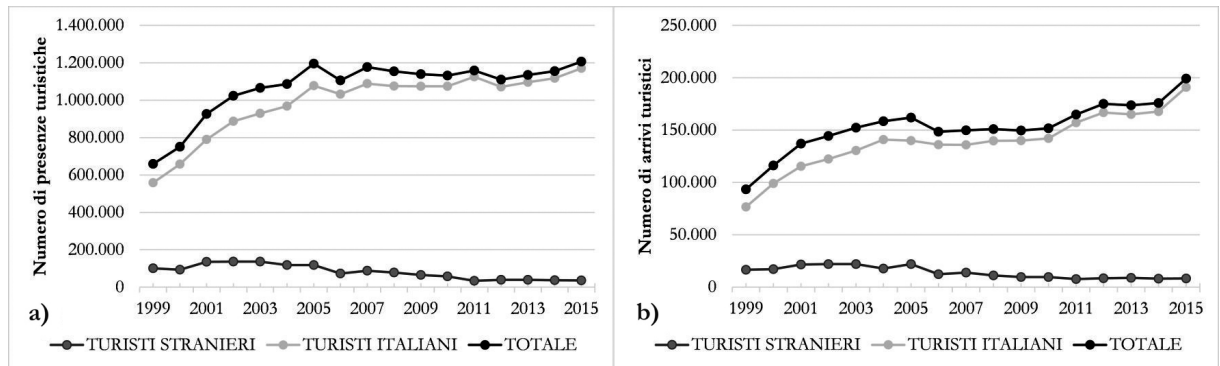 1.400.000
1.200.000
1.000.000
800.000
600.000
400.000
200.000
0
Numero di presenze turistiche
1999 2001 2003 2005 2007 2009 2011 2013 2015
a)
TURISTI STRANIERI TURISTI ITALIANI TOTALE
250.000
200.000
150.000
100.000
50.000
0
Numero di arrivi turistici
1999 2001 2003 2005 2007 2009 2011 2013 2015
b)
TURISTI STRANIERI TURISTI ITALIANI TOTALE